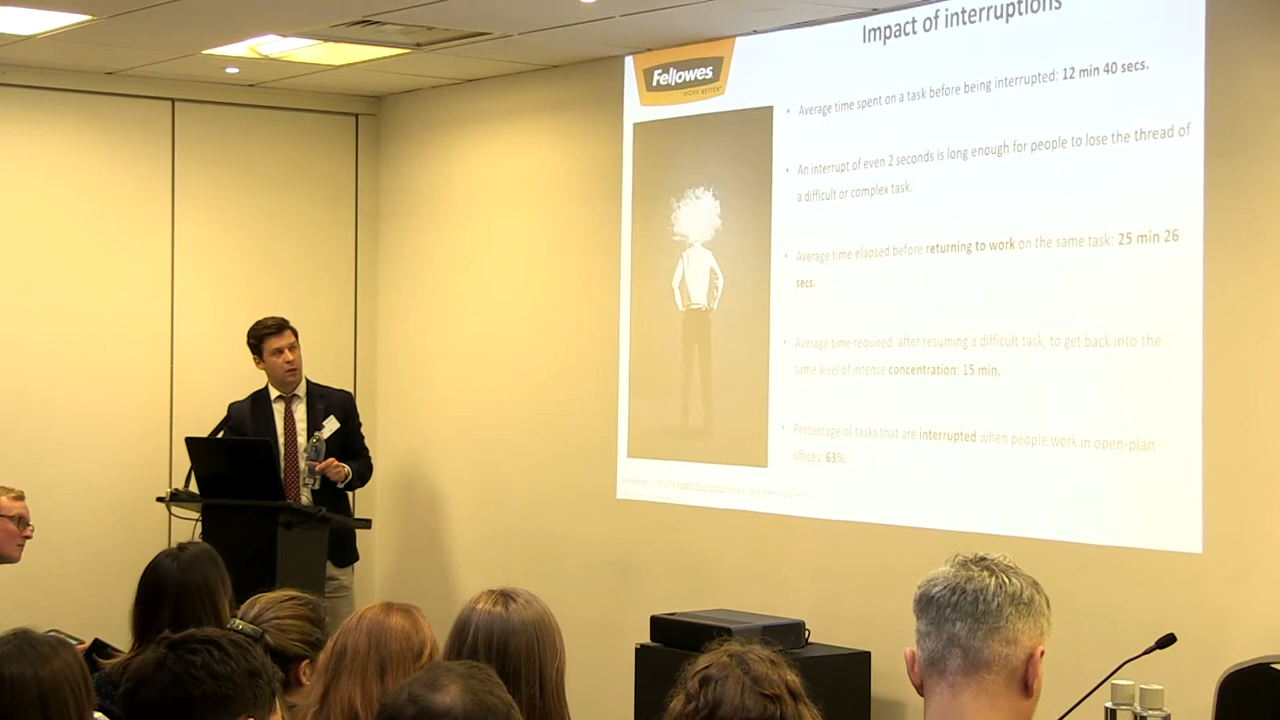 Impact of interruptions
Fellowes
WORK BETTER
• Average time spent on a task before being interrupted: 12 min 40 secs.
• An interrupt of even 2 seconds is long enough for people to lose the thread of
a difficult or complex task.
• Average time elapsed before returning to work on the same task: 25 min 26
secs.
• Average time required, after resuming a difficult task, to get back into the
same level of intense concentration: 15 min.
• Percentage of tasks that are interrupted when people work in open-plan
offices: 63%.